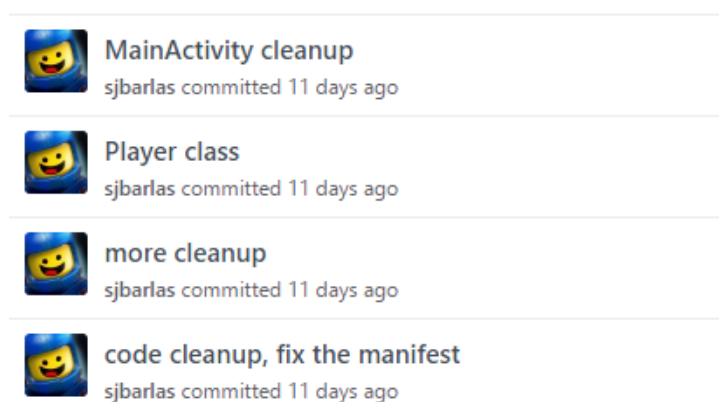 MainActivity cleanup
sjbarlas committed 11 days ago
Player class
sjbarlas committed 11 days ago
more cleanup
sjbarlas committed 11 days ago
code cleanup, fix the manifest
sjbarlas committed 11 days ago